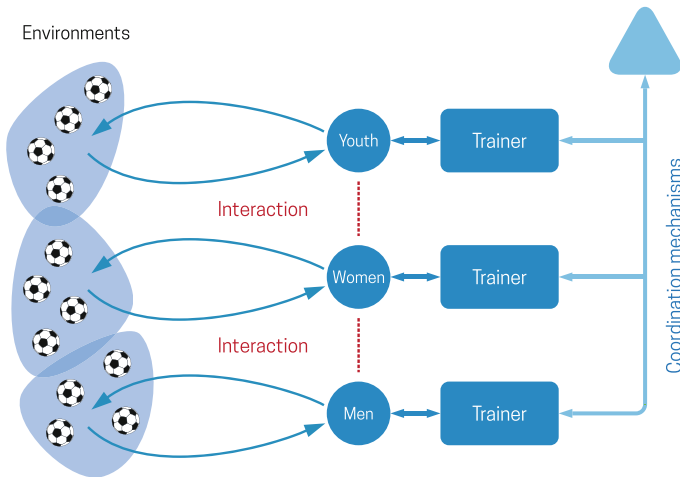 Environments
Youth
Trainer
Interaction
Women
Trainer
Interaction
Men
Trainer
Coordination mechanisms